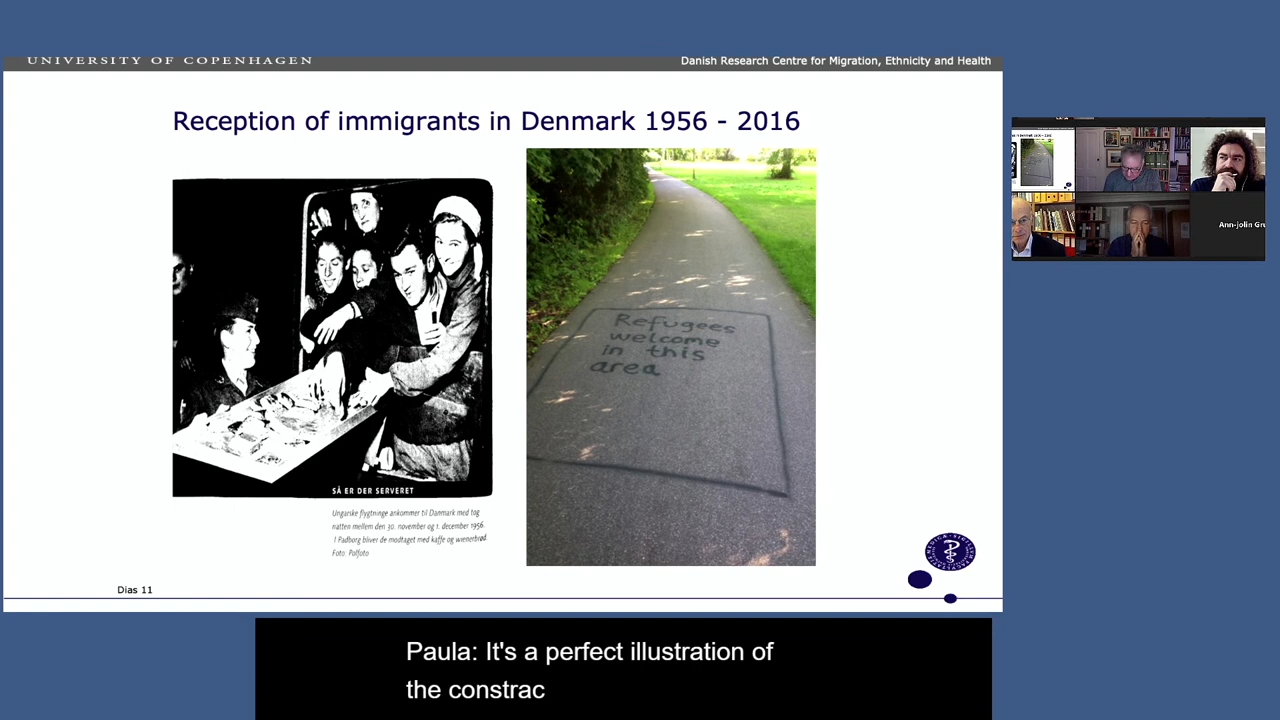 UNIVERSITY OF COPENHAGEN
Danish Research Centre for Migration, Ethnicity and Health
Reception of immigrants in Denmark 1956 - 2016
SÅ ER DER SERVERET
Ungarske flygtninge ankommer til Danmark med tog
natten mellem den 30. november og 1. december 1956.
I Padborg bliver de modtaget med kaffe og wienerbrød.
Foto: Polfoto
Refugees
welcome
in this
area
Dias 11
Ann-jolin Gru
Paula: It's a perfect illustration of
the constrac